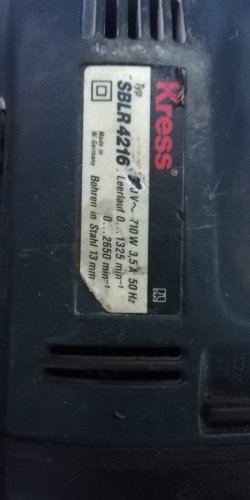 Kress®
Typ
SBLR 4216 V~ 710 W 3,5 A 50 Hz
Leerlauf 0...1325 min⁻¹
0...2650 min⁻¹
Made in
W.-Germany
Bohren in Stahl 13 mm